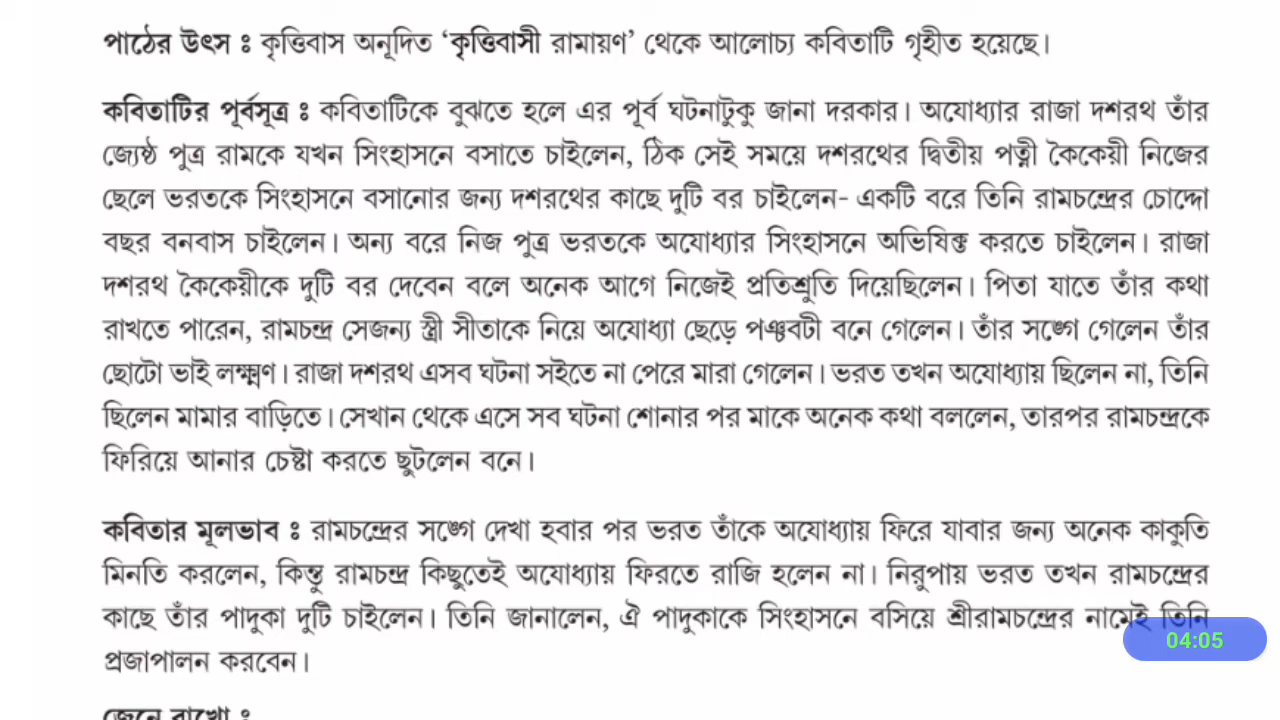 পাঠের উৎস ঃ কৃত্তিবাস অনূদিত ‘কৃত্তিবাসী রামায়ণ’ থেকে আলোচ্য কবিতাটি গৃহীত হয়েছে।
কবিতাটির পূর্বসূত্র ঃ কবিতাটিকে বুঝতে হলে এর পূর্ব ঘটনাটুকু জানা দরকার। অযোধ্যার রাজা দশরথ তাঁর
জ্যেষ্ঠ পুত্র রামকে যখন সিংহাসনে বসাতে চাইলেন, ঠিক সেই সময়ে দশরথের দ্বিতীয় পত্নী কৈকেয়ী নিজের
ছেলে ভরতকে সিংহাসনে বসানোর জন্য দশরথের কাছে দুটি বর চাইলেন- একটি বরে তিনি রামচন্দ্রের চোদ্দো
বছর বনবাস চাইলেন। অন্য বরে নিজ পুত্র ভরতকে অযোধ্যার সিংহাসনে অভিষিক্ত করতে চাইলেন। রাজা
দশরথ কৈকেয়ীকে দুটি বর দেবেন বলে অনেক আগে নিজেই প্রতিশ্রুতি দিয়েছিলেন। পিতা যাতে তাঁর কথা
রাখতে পারেন, রামচন্দ্র সেজন্য স্ত্রী সীতাকে নিয়ে অযোধ্যা ছেড়ে পঞ্চবটী বনে গেলেন। তাঁর সঙ্গে গেলেন তাঁর
ছোটো ভাই লক্ষ্মণ। রাজা দশরথ এসব ঘটনা সইতে না পেরে মারা গেলেন। ভরত তখন অযোধ্যায় ছিলেন না, তিনি
ছিলেন মামার বাড়িতে। সেখান থেকে এসে সব ঘটনা শোনার পর মাকে অনেক কথা বললেন, তারপর রামচন্দ্রকে
ফিরিয়ে আনার চেষ্টা করতে ছুটলেন বনে।
কবিতার মূলভাব ঃ রামচন্দ্রের সঙ্গে দেখা হবার পর ভরত তাঁকে অযোধ্যায় ফিরে যাবার জন্য অনেক কাকুতি
মিনতি করলেন, কিন্তু রামচন্দ্র কিছুতেই অযোধ্যায় ফিরতে রাজি হলেন না। নিরুপায় ভরত তখন রামচন্দ্রের
কাছে তাঁর পাদুকা দুটি চাইলেন। তিনি জানালেন, ঐ পাদুকাকে সিংহাসনে বসিয়ে শ্রীরামচন্দ্রের নামেই তিনি
প্রজাপালন করবেন।
04:05
জেনে রাখো ঃ